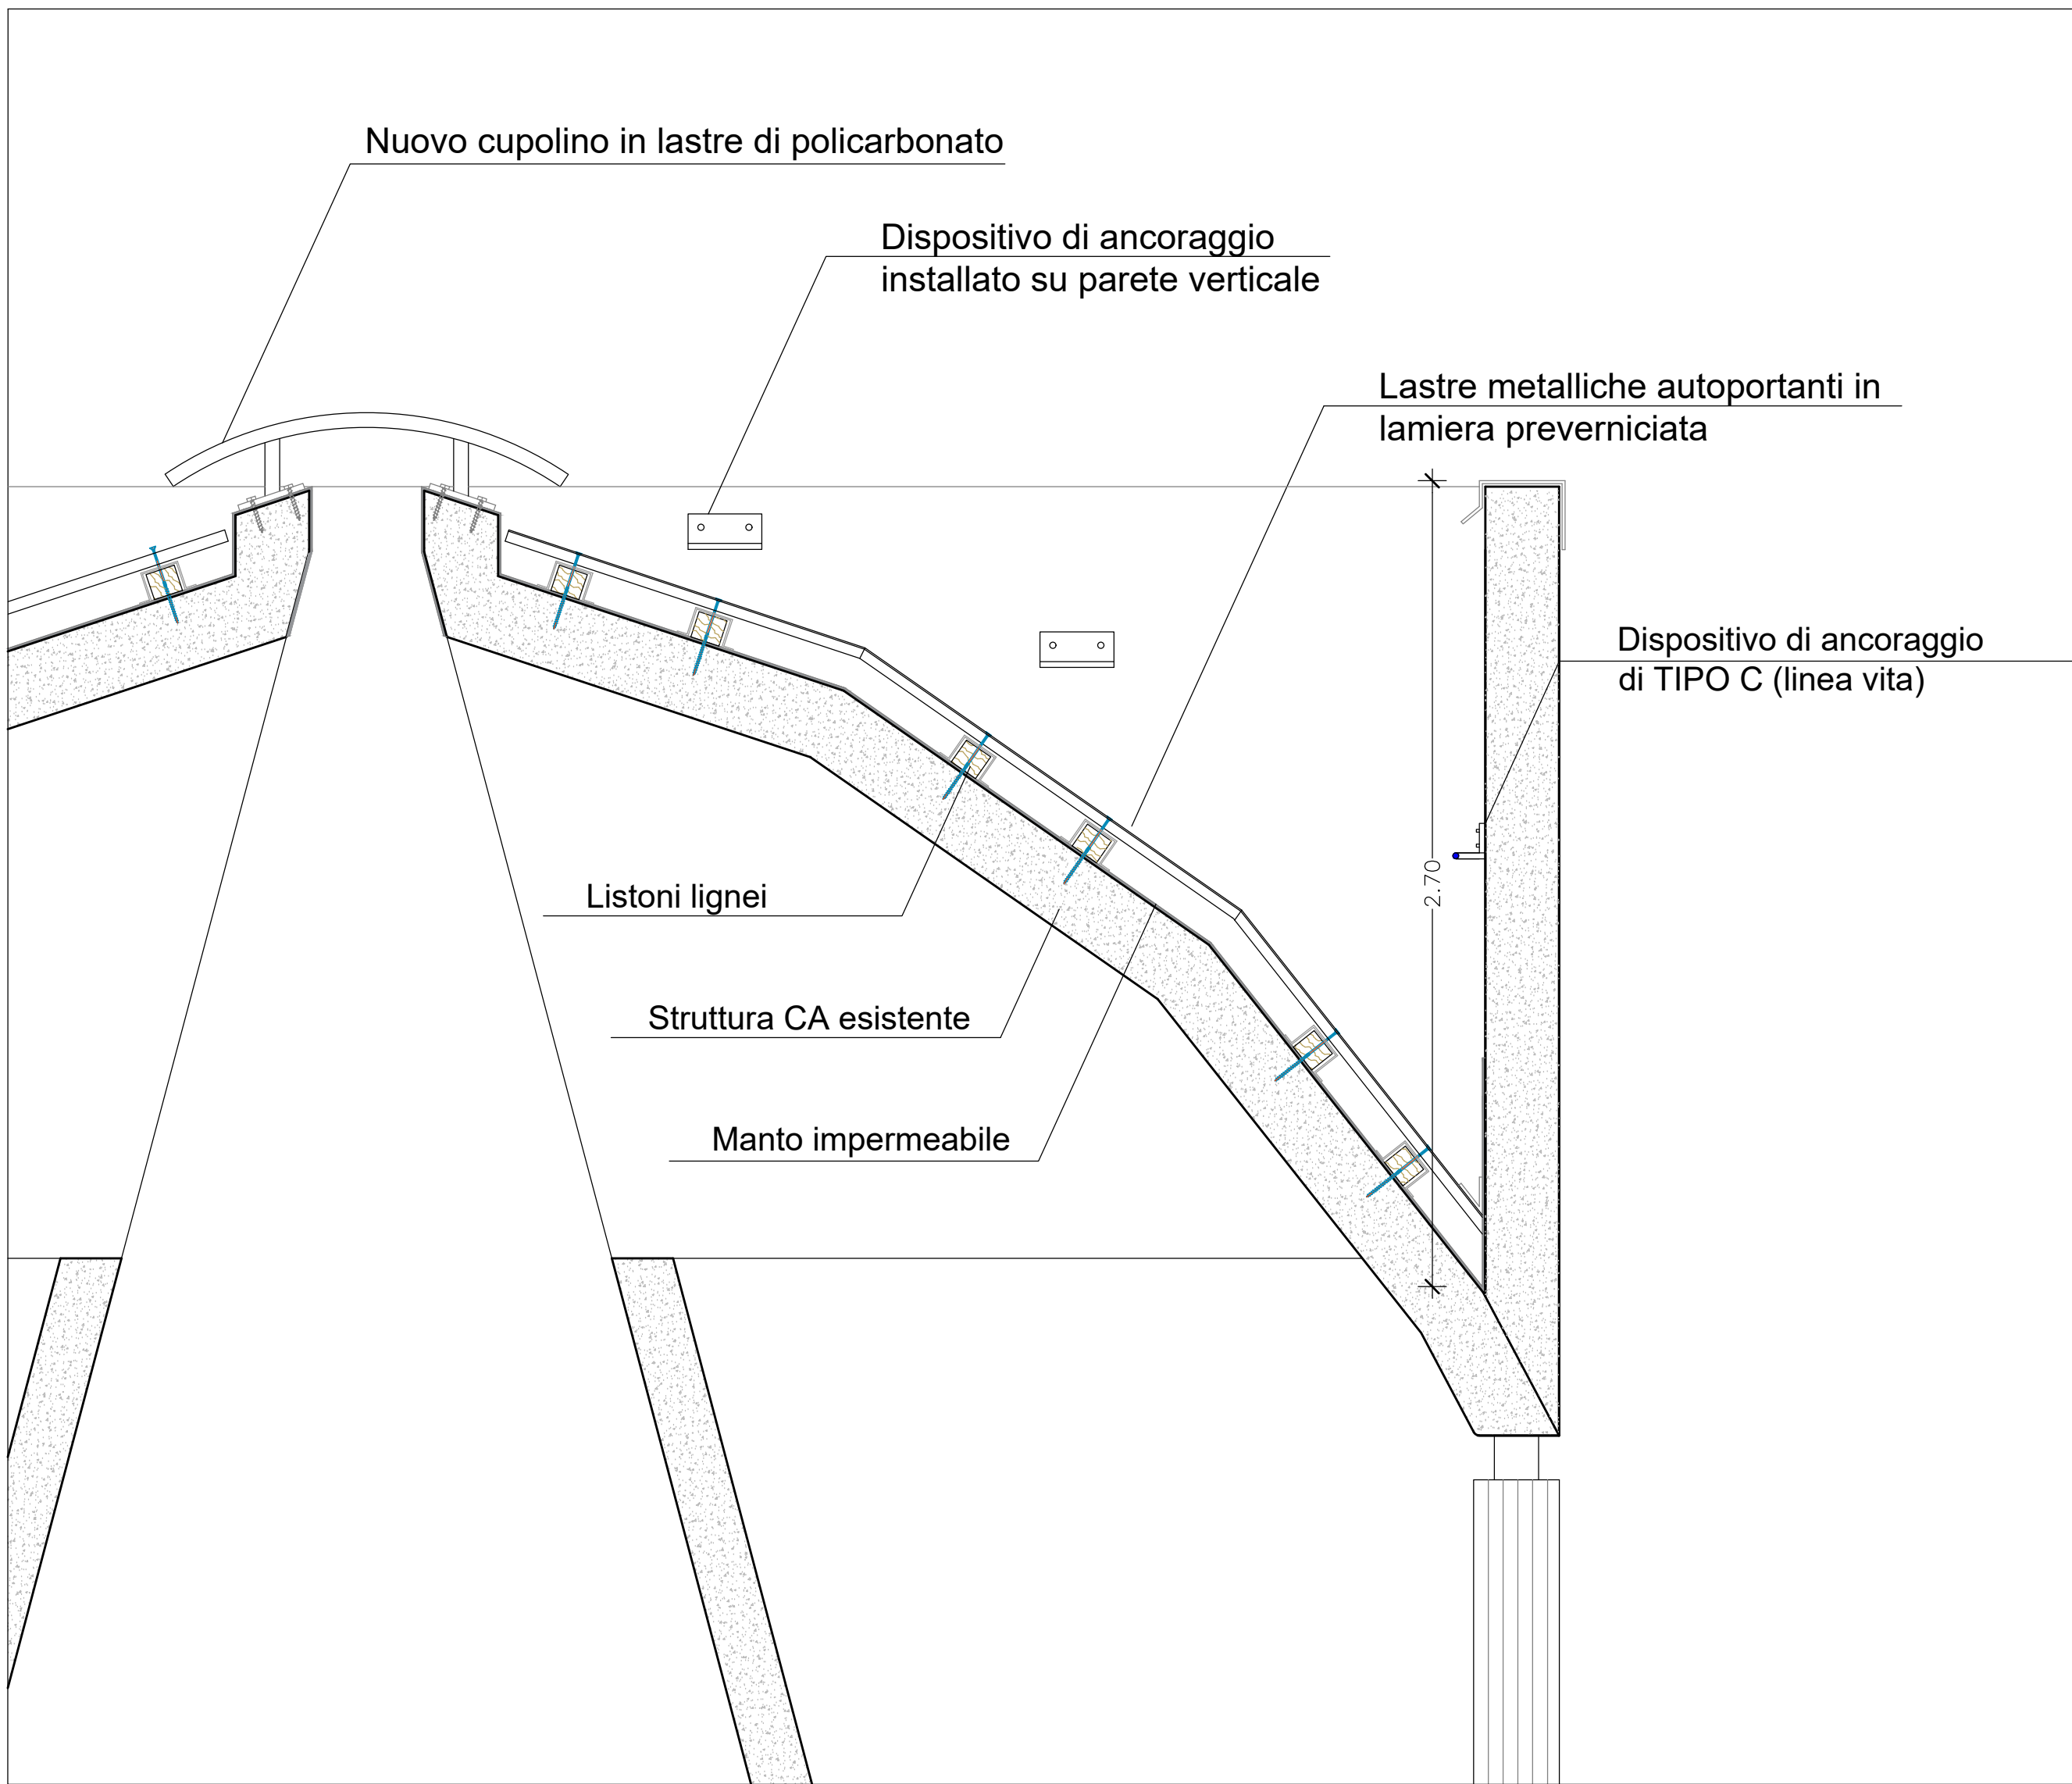 Nuovo cupolino in lastre di policarbonato
Dispositivo di ancoraggio
installato su parete verticale
Lastre metalliche autoportanti in
lamiera preverniciata
Dispositivo di ancoraggio
di TIPO C (linea vita)
2.70
Listoni lignei
Struttura CA esistente
Manto impermeabile